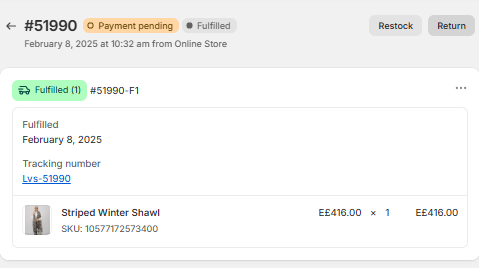 #51990 Payment pending Fulfilled Restock Return
February 8, 2025 at 10:32 am from Online Store
Fulfilled (1) #51990-F1
Fulfilled
February 8, 2025
Tracking number
Lvs-51990
Striped Winter Shawl E£416.00 × 1 E£416.00
SKU: 10577172573400